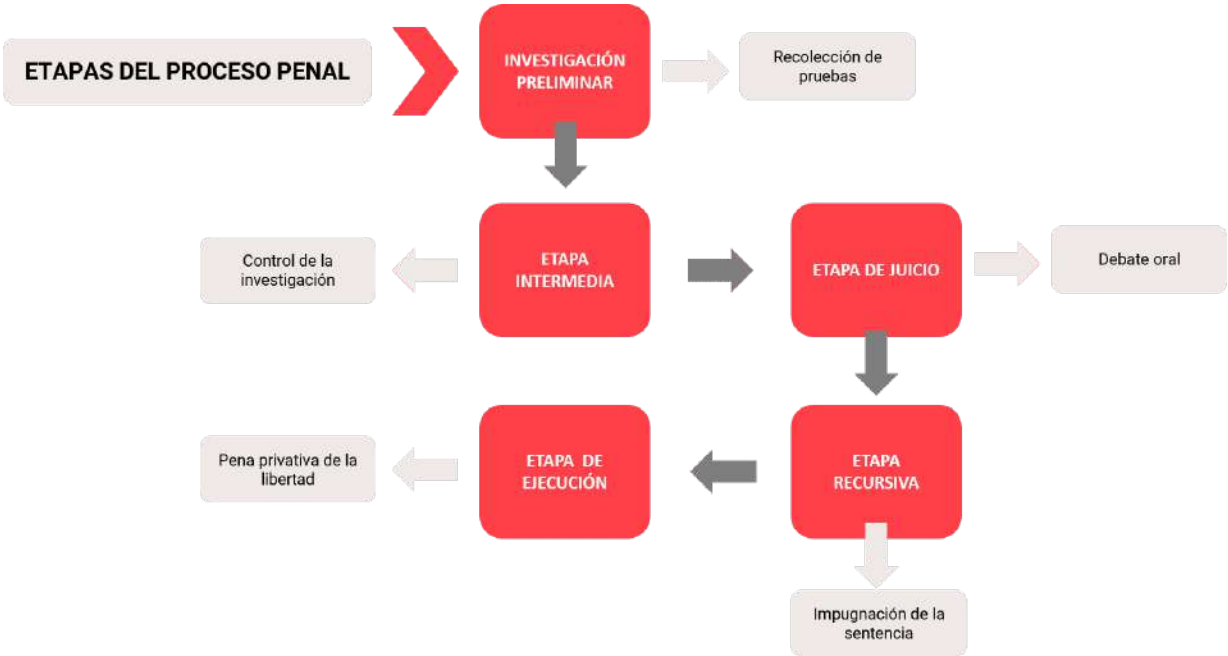 ETAPAS DEL PROCESO PENAL
INVESTIGACIÓN
PRELIMINAR
Recolección de
pruebas
Control de la
investigación
ETAPA
INTERMEDIA
ETAPA DE JUICIO
Debate oral
Pena privativa de la
libertad
ETAPA DE
EJECUCIÓN
ETAPA
RECURSIVA
Impugnación de la
sentencia